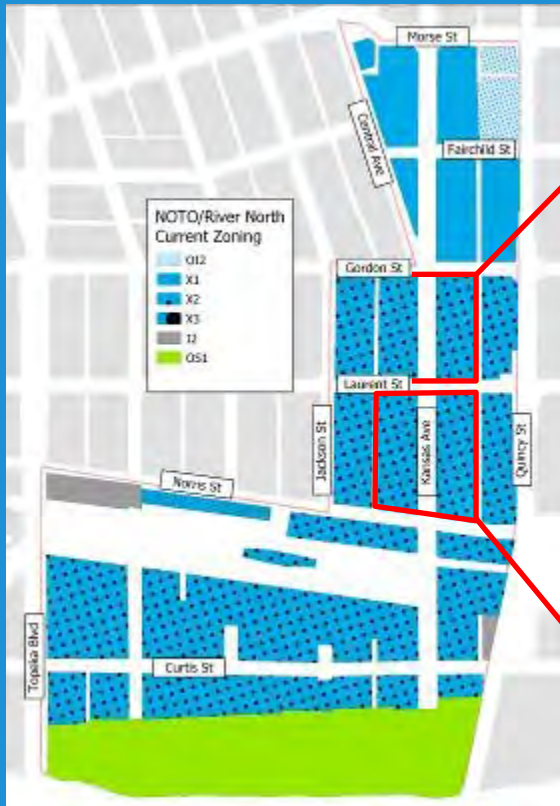 Morse St
Central Ave
Fairchild St
NOTO/River North
Current Zoning
OI2
X1
X2
X3
I2
OS1
Gordon St
Laurent St
Jackson St
Kansas Ave
Quincy St
Norris St
Topeka Blvd
Curtis St